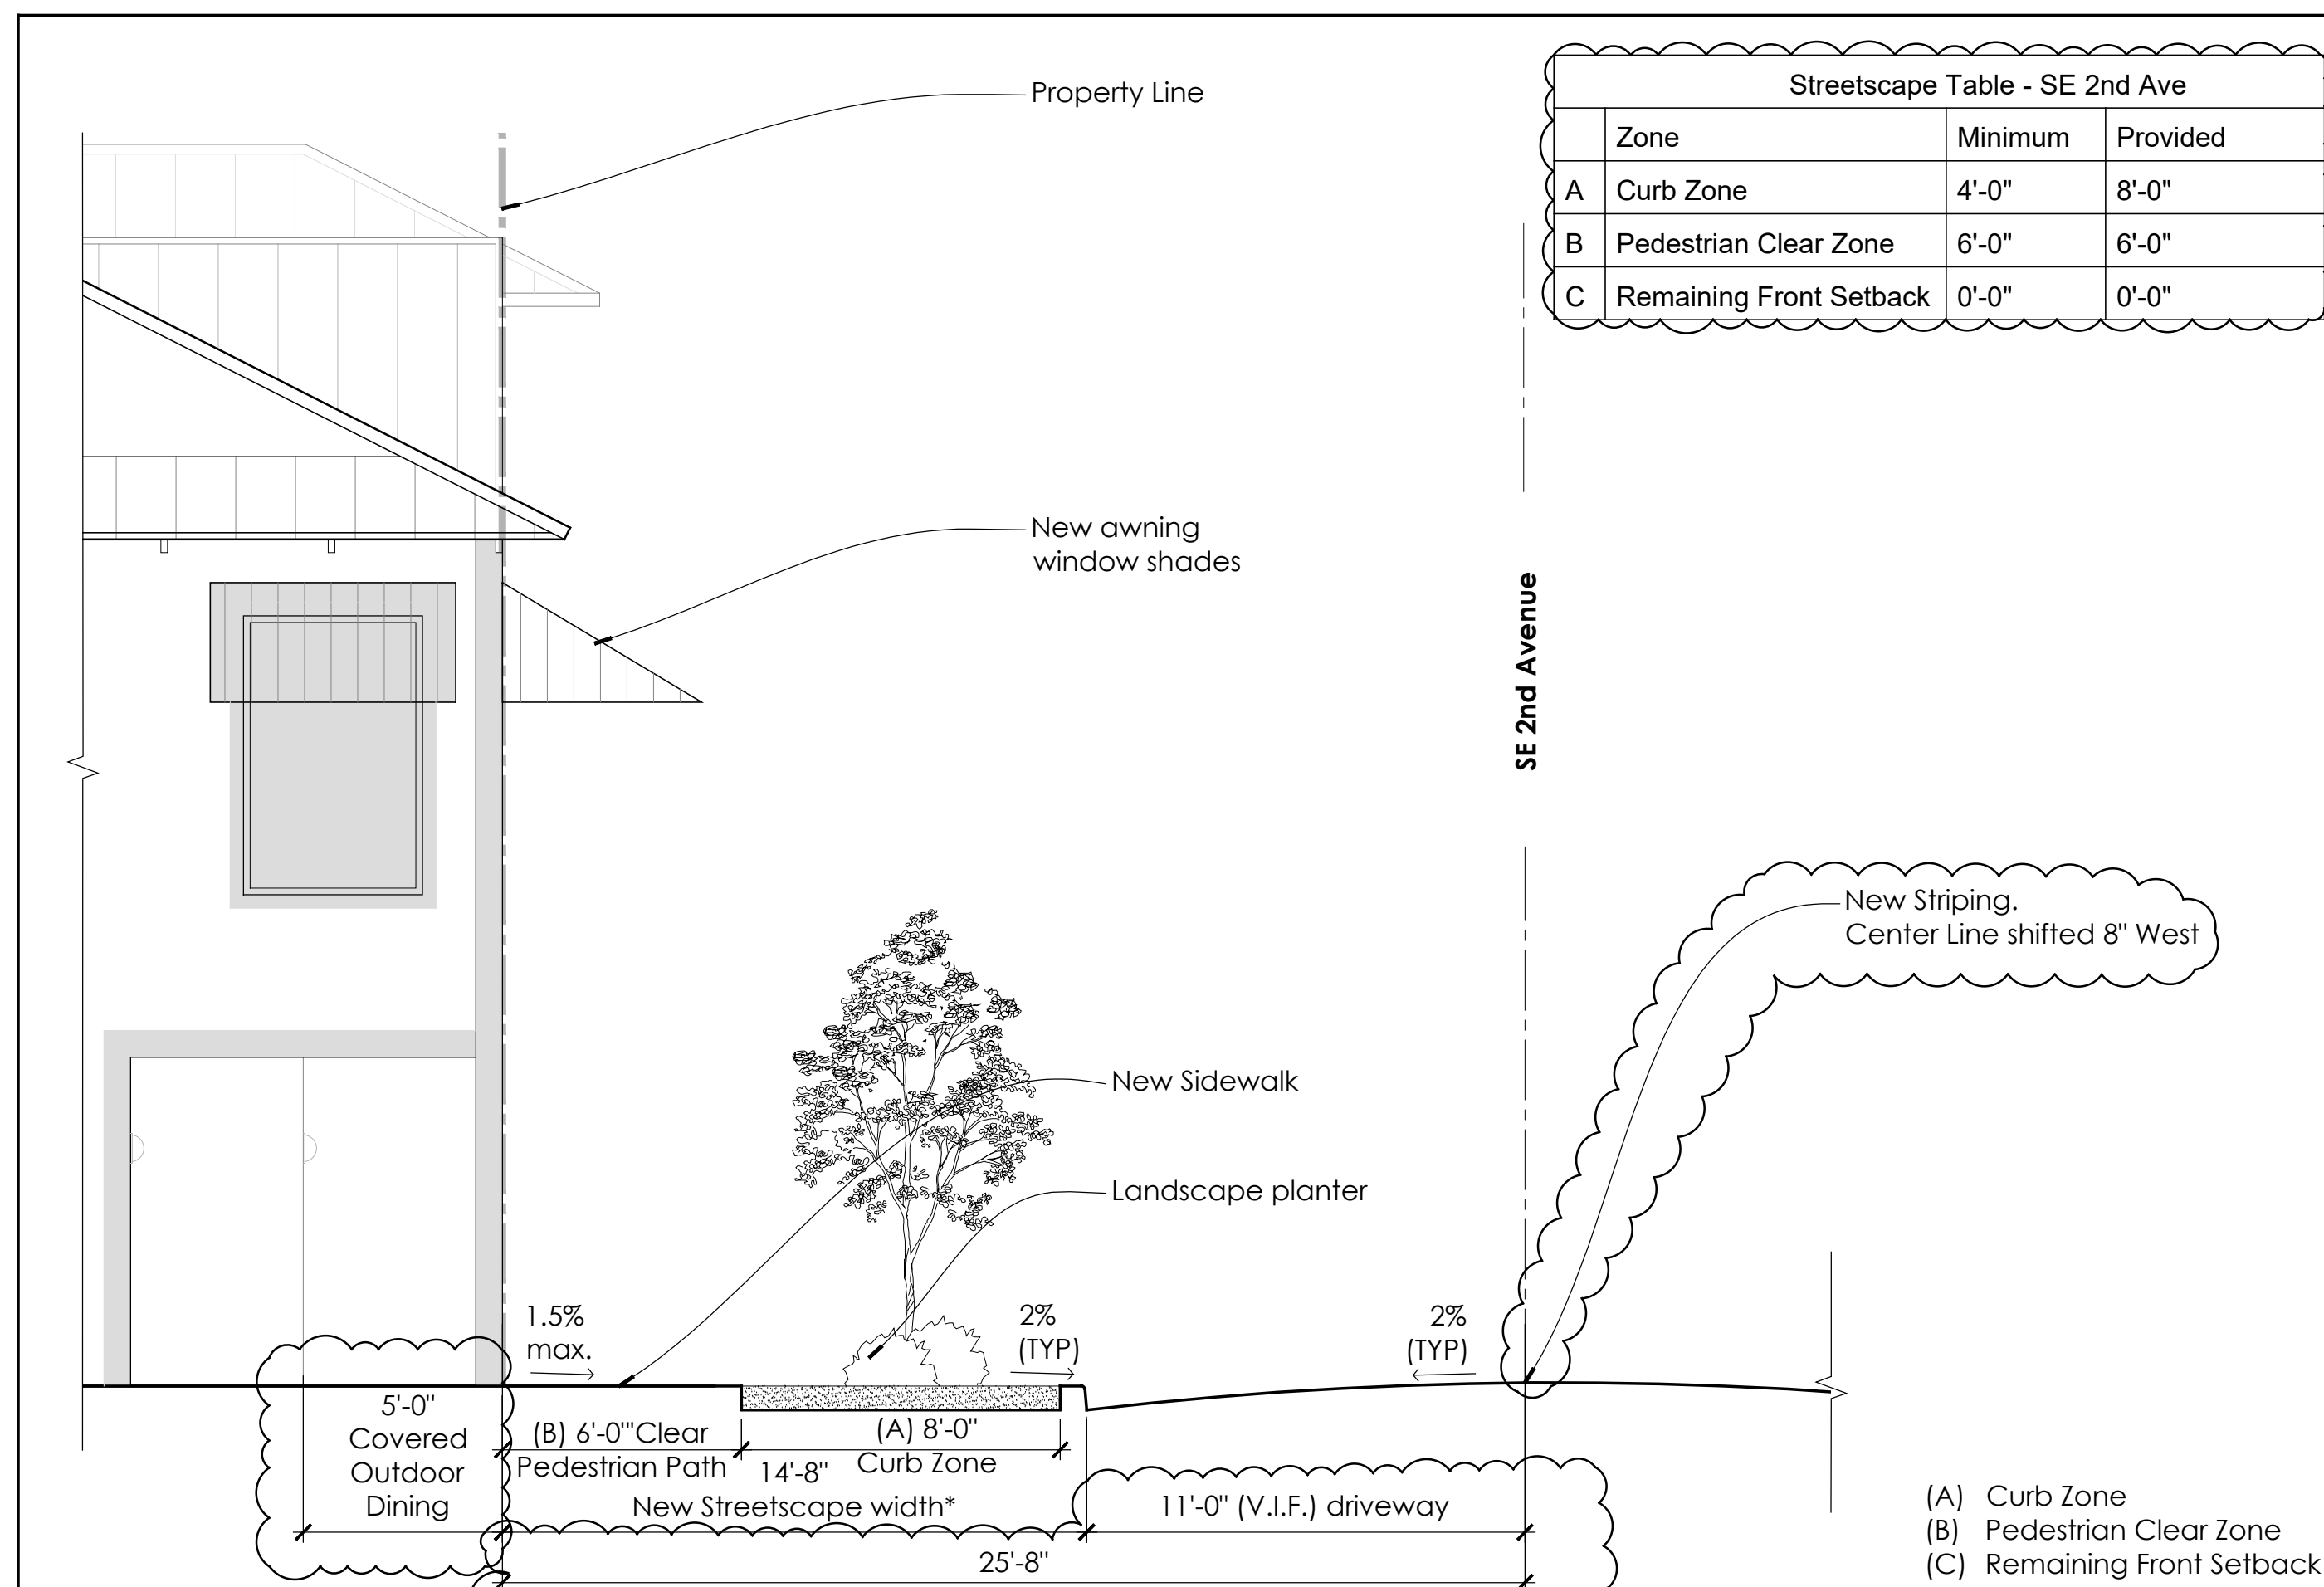 Property Line
Streetscape Table - SE 2nd Ave
Zone Minimum Provided
A Curb Zone 4'-0" 8'-0"
B Pedestrian Clear Zone 6'-0" 6'-0"
C Remaining Front Setback 0'-0" 0'-0"
New awning
window shades
SE 2nd Avenue
New Striping.
Center Line shifted 8" West
New Sidewalk
Landscape planter
1.5%
max.
2%
(TYP)
2%
(TYP)
5'-0"
Covered
Outdoor
Dining
(B) 6'-0'"Clear
Pedestrian Path
(A) 8'-0"
Curb Zone
14'-8"
New Streetscape width*
11'-0" (V.I.F.) driveway
25'-8"
(A) Curb Zone
(B) Pedestrian Clear Zone
(C) Remaining Front Setback